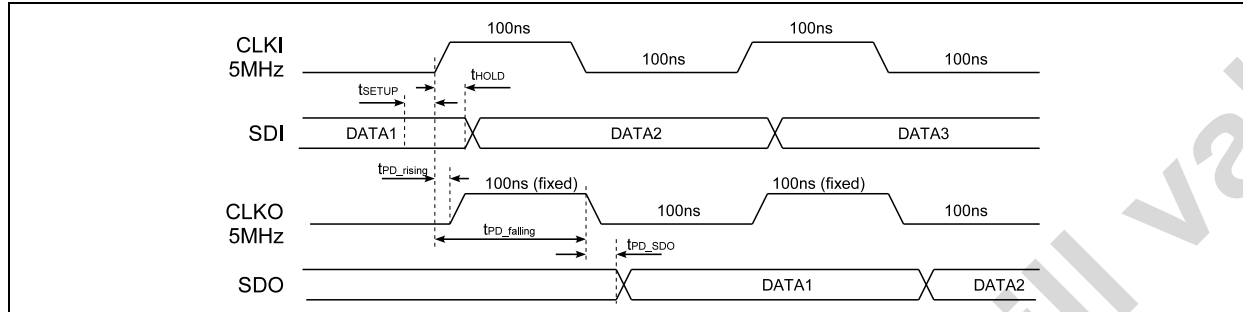 100ns 100ns
CLKI
5MHz 100ns 100ns
tSETUP tHOLD
SDI DATA1 DATA2 DATA3
tPD_rising
100ns (fixed) 100ns (fixed)
CLKO
5MHz 100ns 100ns
tPD_falling
tPD_SDO
SDO DATA1 DATA2